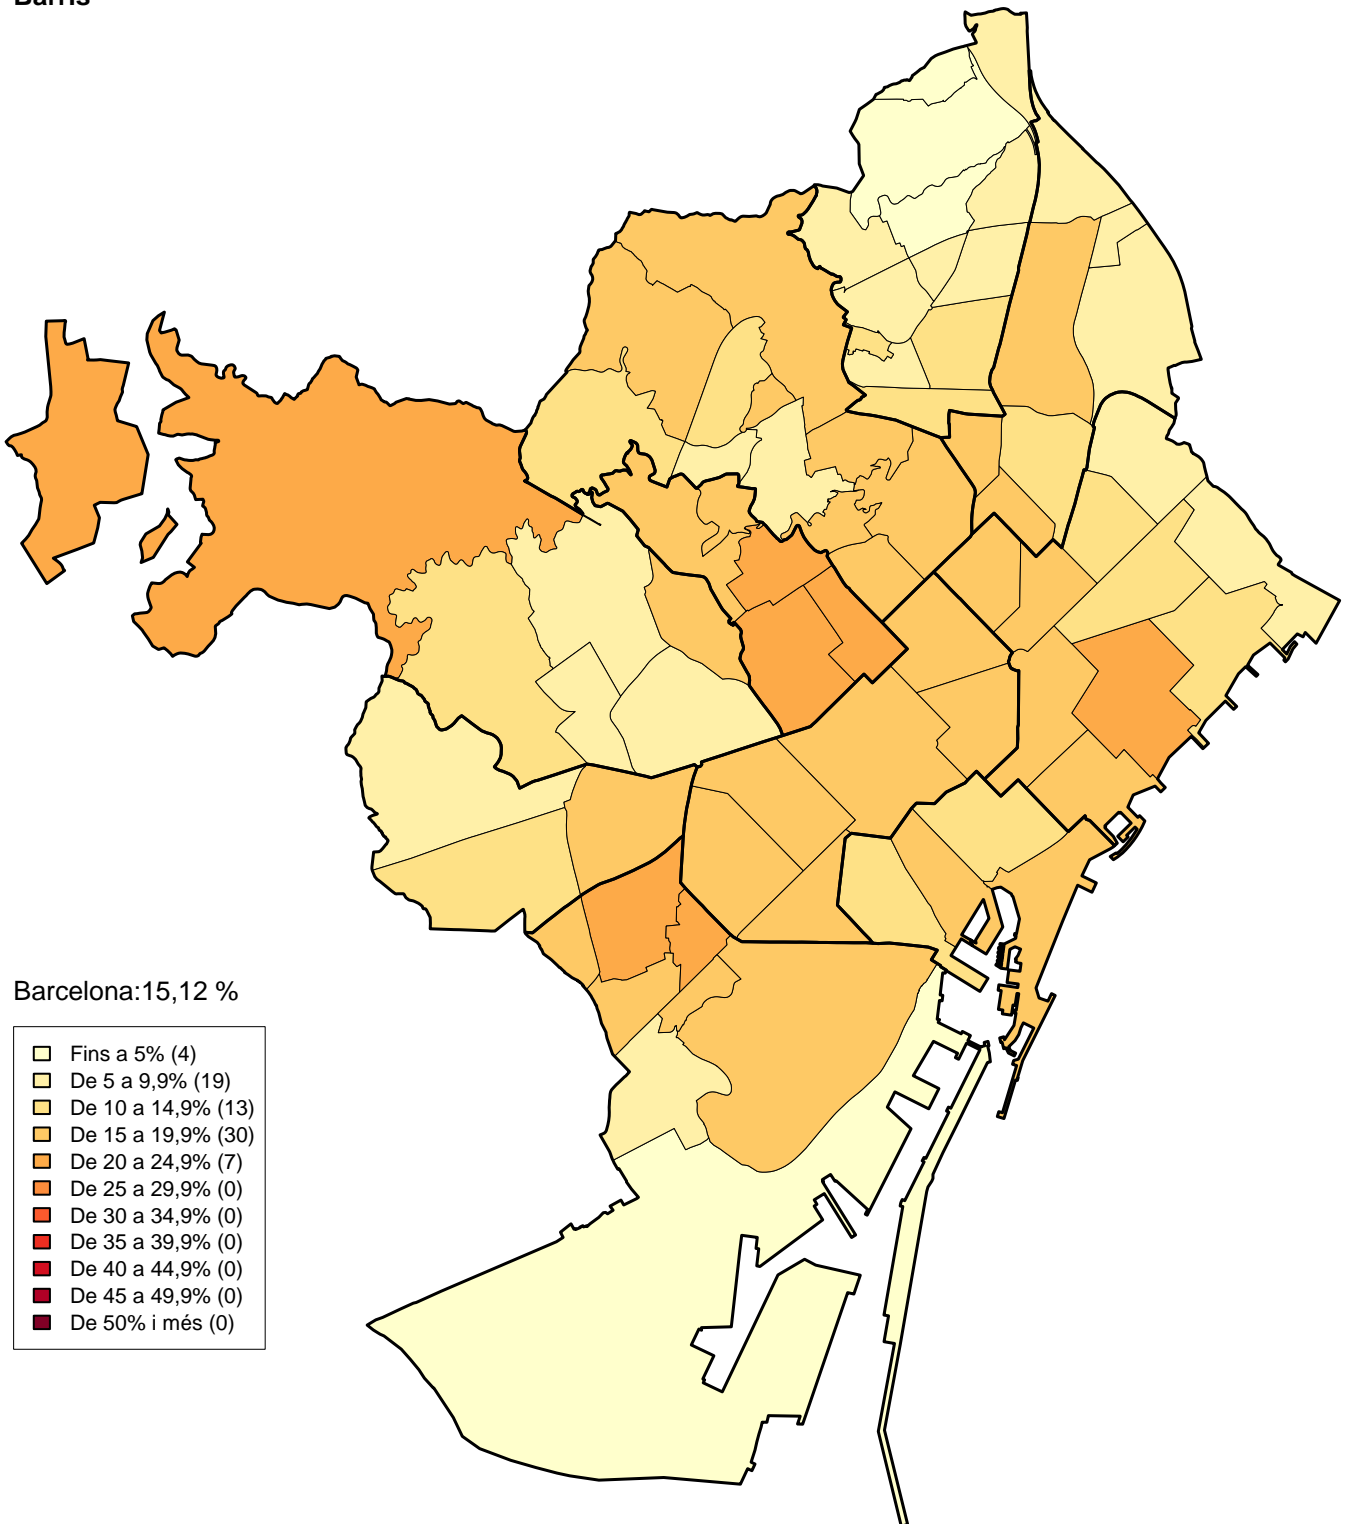 Barris
Barcelona:15,12 %
Fins a 5% (4)
De 5 a 9,9% (19)
De 10 a 14,9% (13)
De 15 a 19,9% (30)
De 20 a 24,9% (7)
De 25 a 29,9% (0)
De 30 a 34,9% (0)
De 35 a 39,9% (0)
De 40 a 44,9% (0)
De 45 a 49,9% (0)
De 50% i més (0)